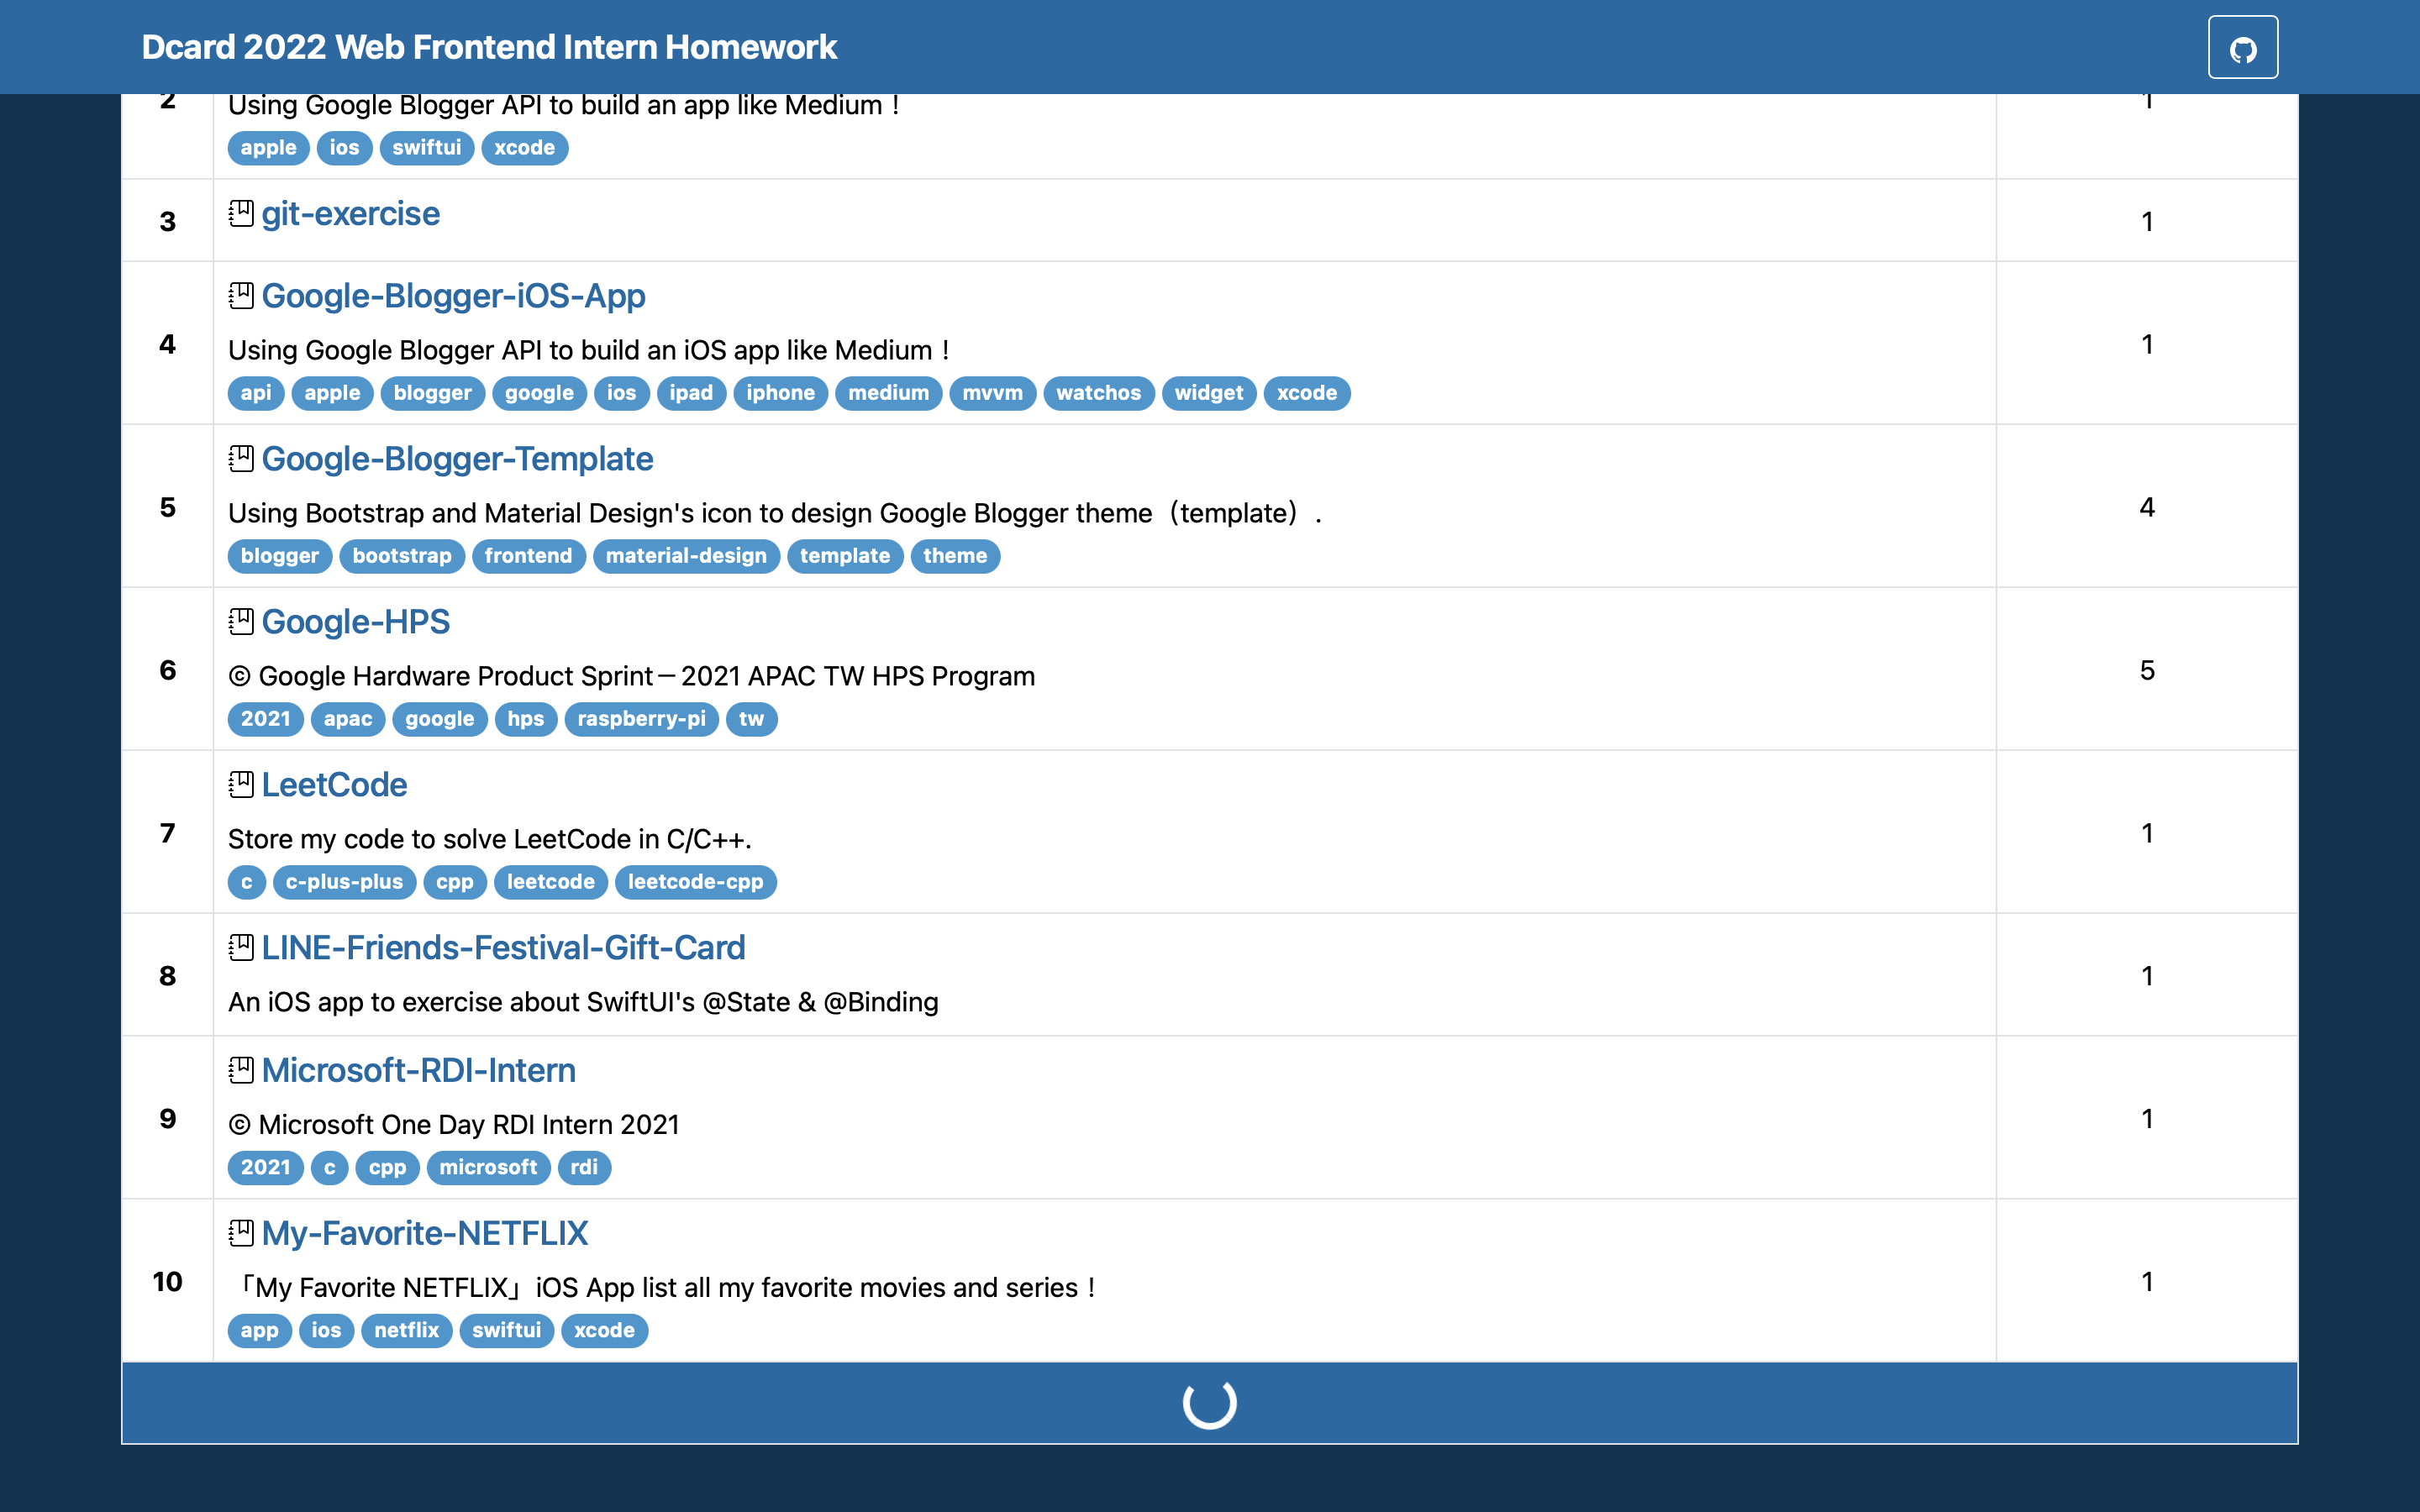 Dcard 2022 Web Frontend Intern Homework
2
Using Google Blogger API to build an app like Medium！
1
apple ios swiftui xcode
3
git-exercise
1
Google-Blogger-iOS-App
4
Using Google Blogger API to build an iOS app like Medium！
1
api apple blogger google ios ipad iphone medium mvvm watchos widget xcode
Google-Blogger-Template
5
Using Bootstrap and Material Design's icon to design Google Blogger theme（template）.
4
blogger bootstrap frontend material-design template theme
Google-HPS
6
© Google Hardware Product Sprint—2021 APAC TW HPS Program
5
2021 apac google hps raspberry-pi tw
LeetCode
7
Store my code to solve LeetCode in C/C++.
1
c c-plus-plus cpp leetcode leetcode-cpp
LINE-Friends-Festival-Gift-Card
8
An iOS app to exercise about SwiftUI's @State & @Binding
1
Microsoft-RDI-Intern
9
© Microsoft One Day RDI Intern 2021
1
2021 c cpp microsoft rdi
My-Favorite-NETFLIX
10
「My Favorite NETFLIX」iOS App list all my favorite movies and series！
1
app ios netflix swiftui xcode